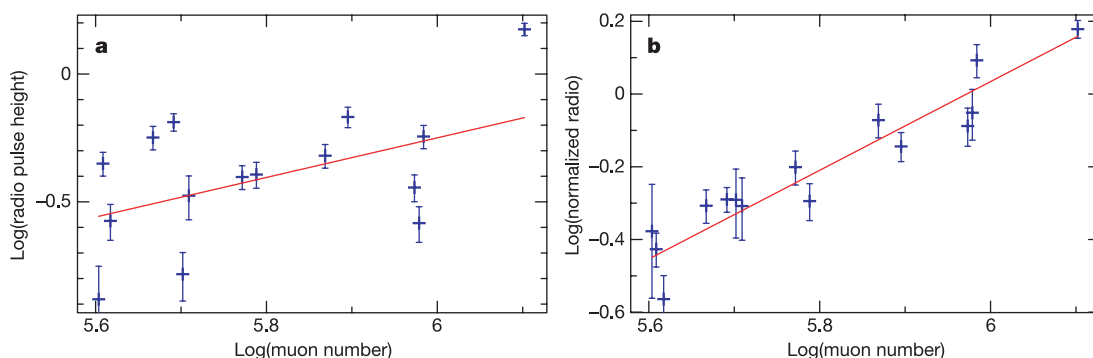 a
Log(radio pulse height)
0
−0.5
5.6
5.8
6
Log(muon number)
b
Log(normalized radio)
0.2
0
−0.2
−0.4
−0.6
5.6
5.8
6
Log(muon number)